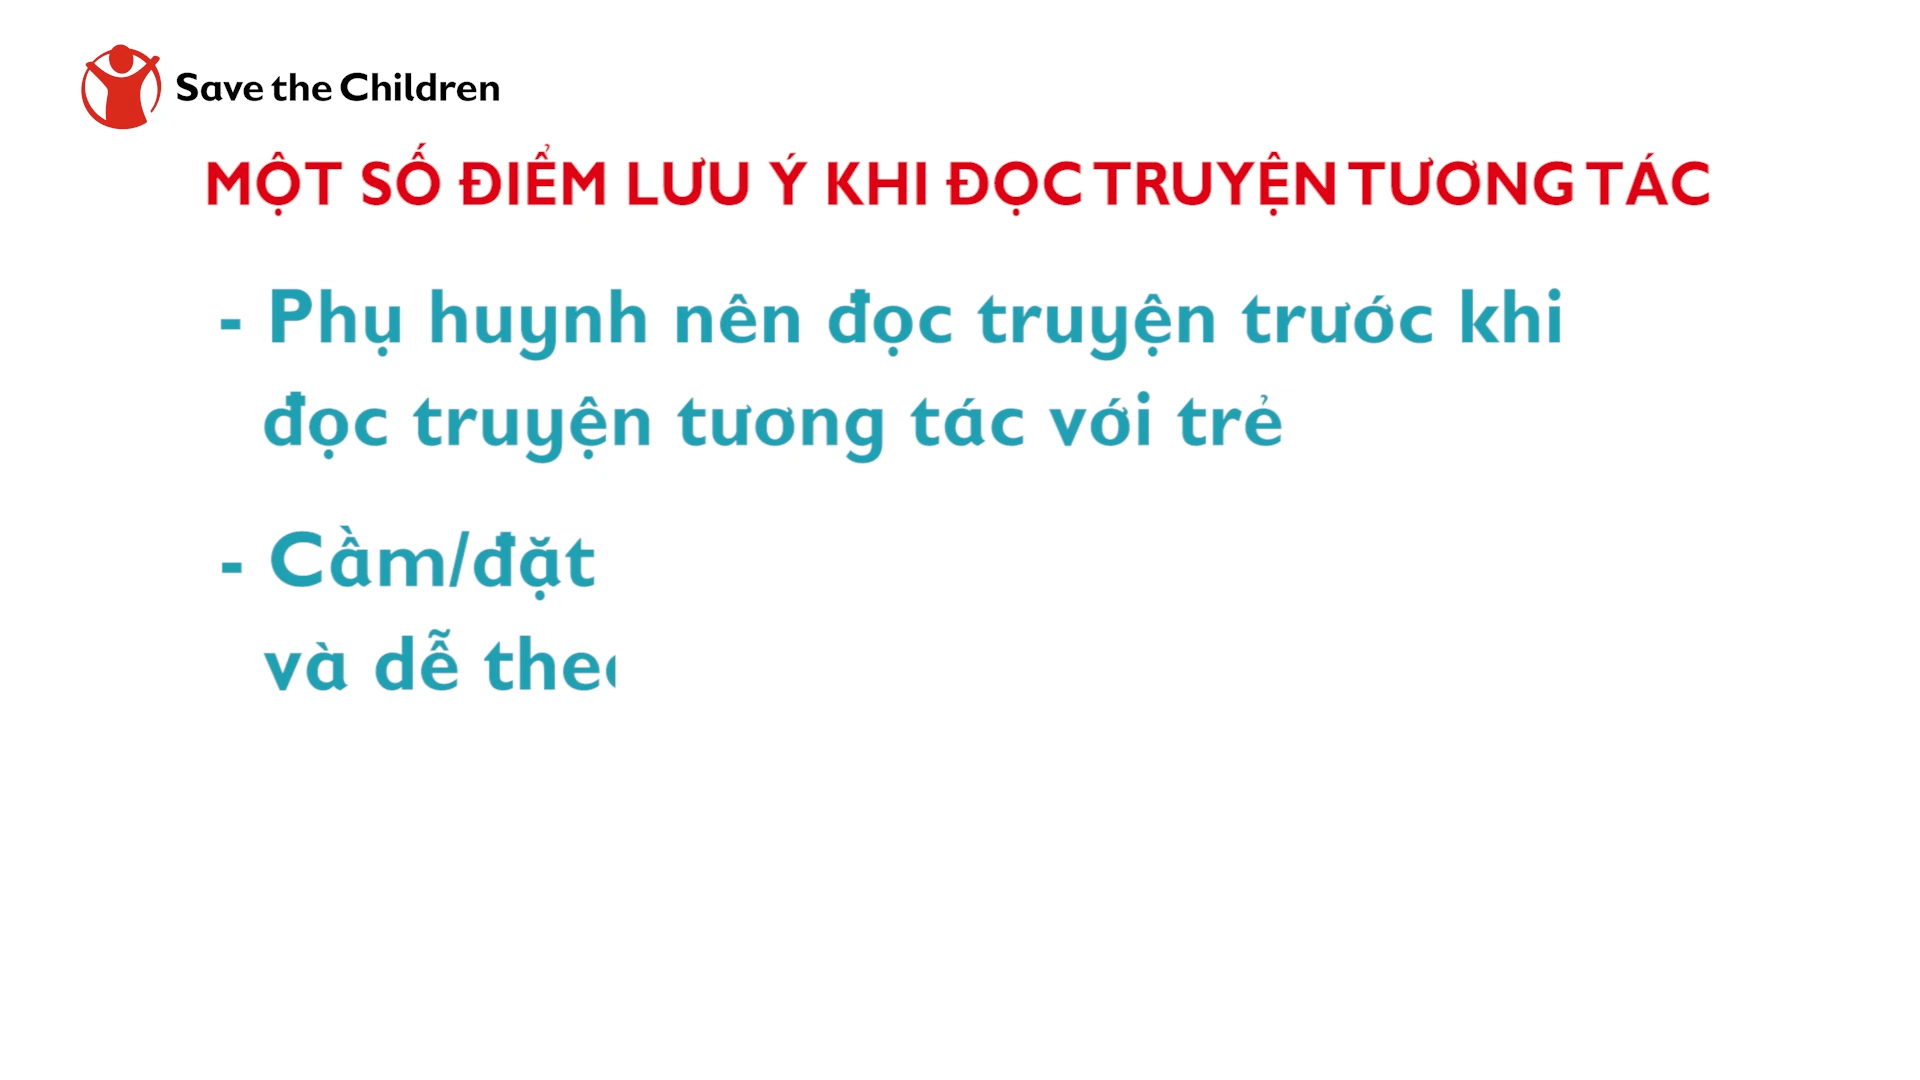 Save the Children
MỘT SỐ ĐIỂM LƯU Ý KHI ĐỌC TRUYỆN TƯƠNG TÁC
- Phụ huynh nên đọc truyện trước khi
đọc truyện tương tác với trẻ
- Cầm/đặt
và dễ